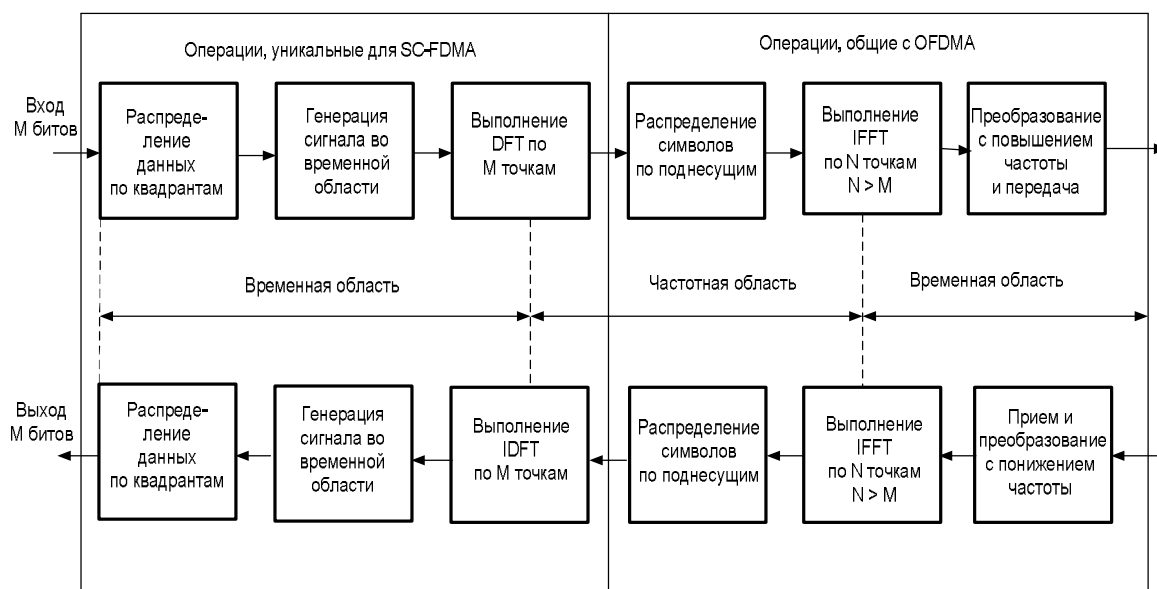 Операции, уникальные для SC-FDMA
Операции, общие с OFDMA
Вход
M битов
Распреде-
ление
данных
по квадрантам
Генерация
сигнала во
временной
области
Выполнение
DFT по
M точкам
Распределение
символов
по поднесущим
Выполнение
IFFT
по N точкам
N > M
Преобразование
с повышением
частоты
и передача
Временная область
Частотная область
Временная область
Выход
M битов
Распреде-
ление
данных
по квадрантам
Генерация
сигнала во
временной
области
Выполнение
IDFT
по M точкам
Распределение
символов
по поднесущим
Выполнение
IFFT
по N точкам
N > M
Прием и
преобразование
с понижением
частоты